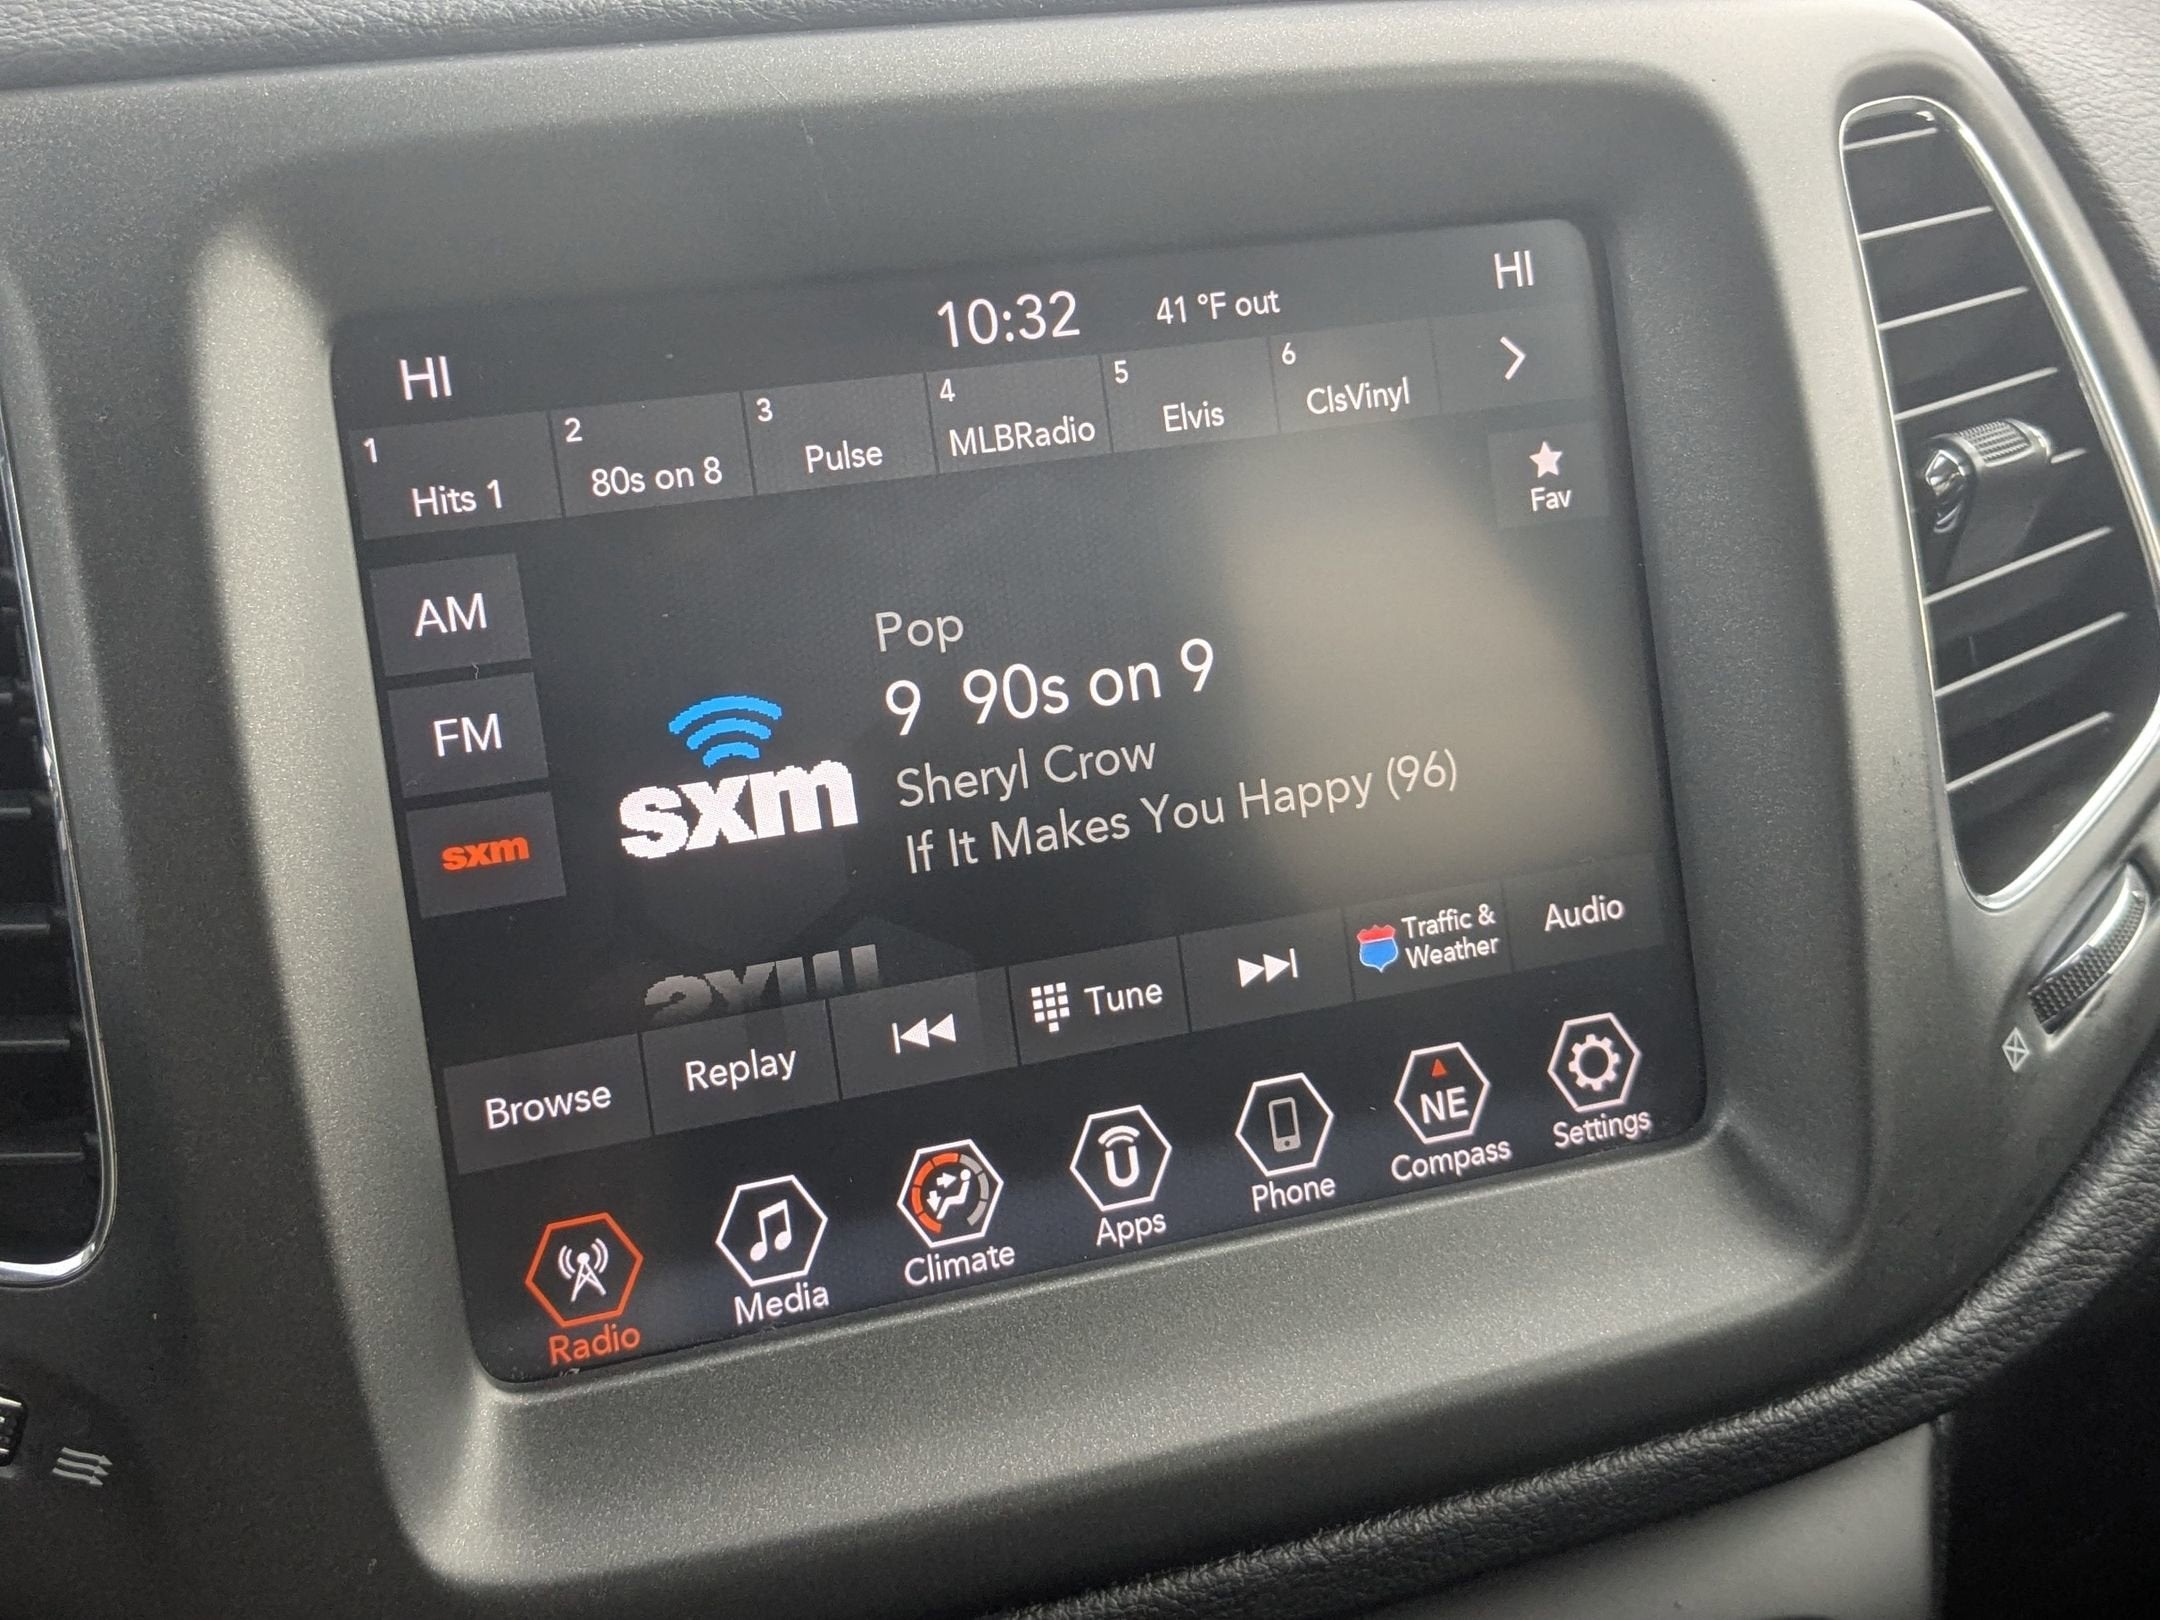 HI
10:32
41 °F out
HI
1
Hits 1
2
80s on 8
3
Pulse
4
MLBRadio
5
Elvis
6
ClsVinyl
Fav
AM
FM
sxm
sxm
Pop
9 90s on 9
Sheryl Crow
If It Makes You Happy (96)
sxm
Browse
Replay
Tune
Traffic &
Weather
Audio
Radio
Media
Climate
U
Apps
Phone
NE
Compass
Settings